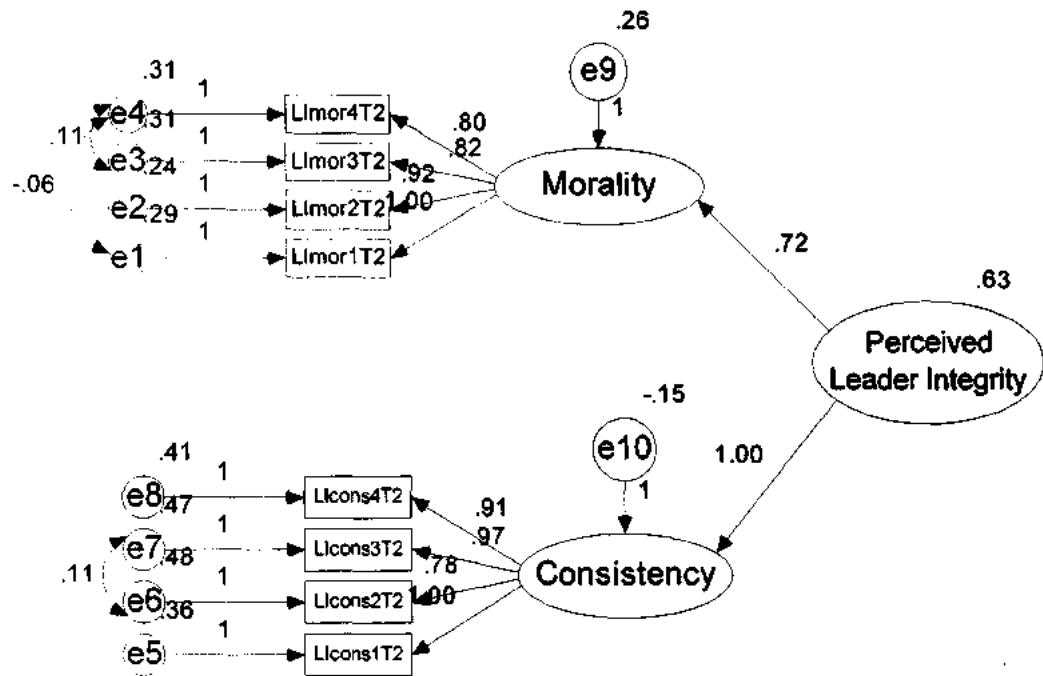 .26
e9
1
.31
e4
1
LImor4T2
.80
.11
.31
e3
1
LImor3T2
.82
-.06
.24
e2
1
LImor2T2
.92
.29
e1
1
LImor1T2
1.00
Morality
.72
.63
Perceived
Leader Integrity
-.15
e10
1
1.00
.41
e8
1
LIcons4T2
.91
.47
e7
1
LIcons3T2
.97
.11
.48
e6
1
LIcons2T2
.78
.36
e5
1
LIcons1T2
1.00
Consistency